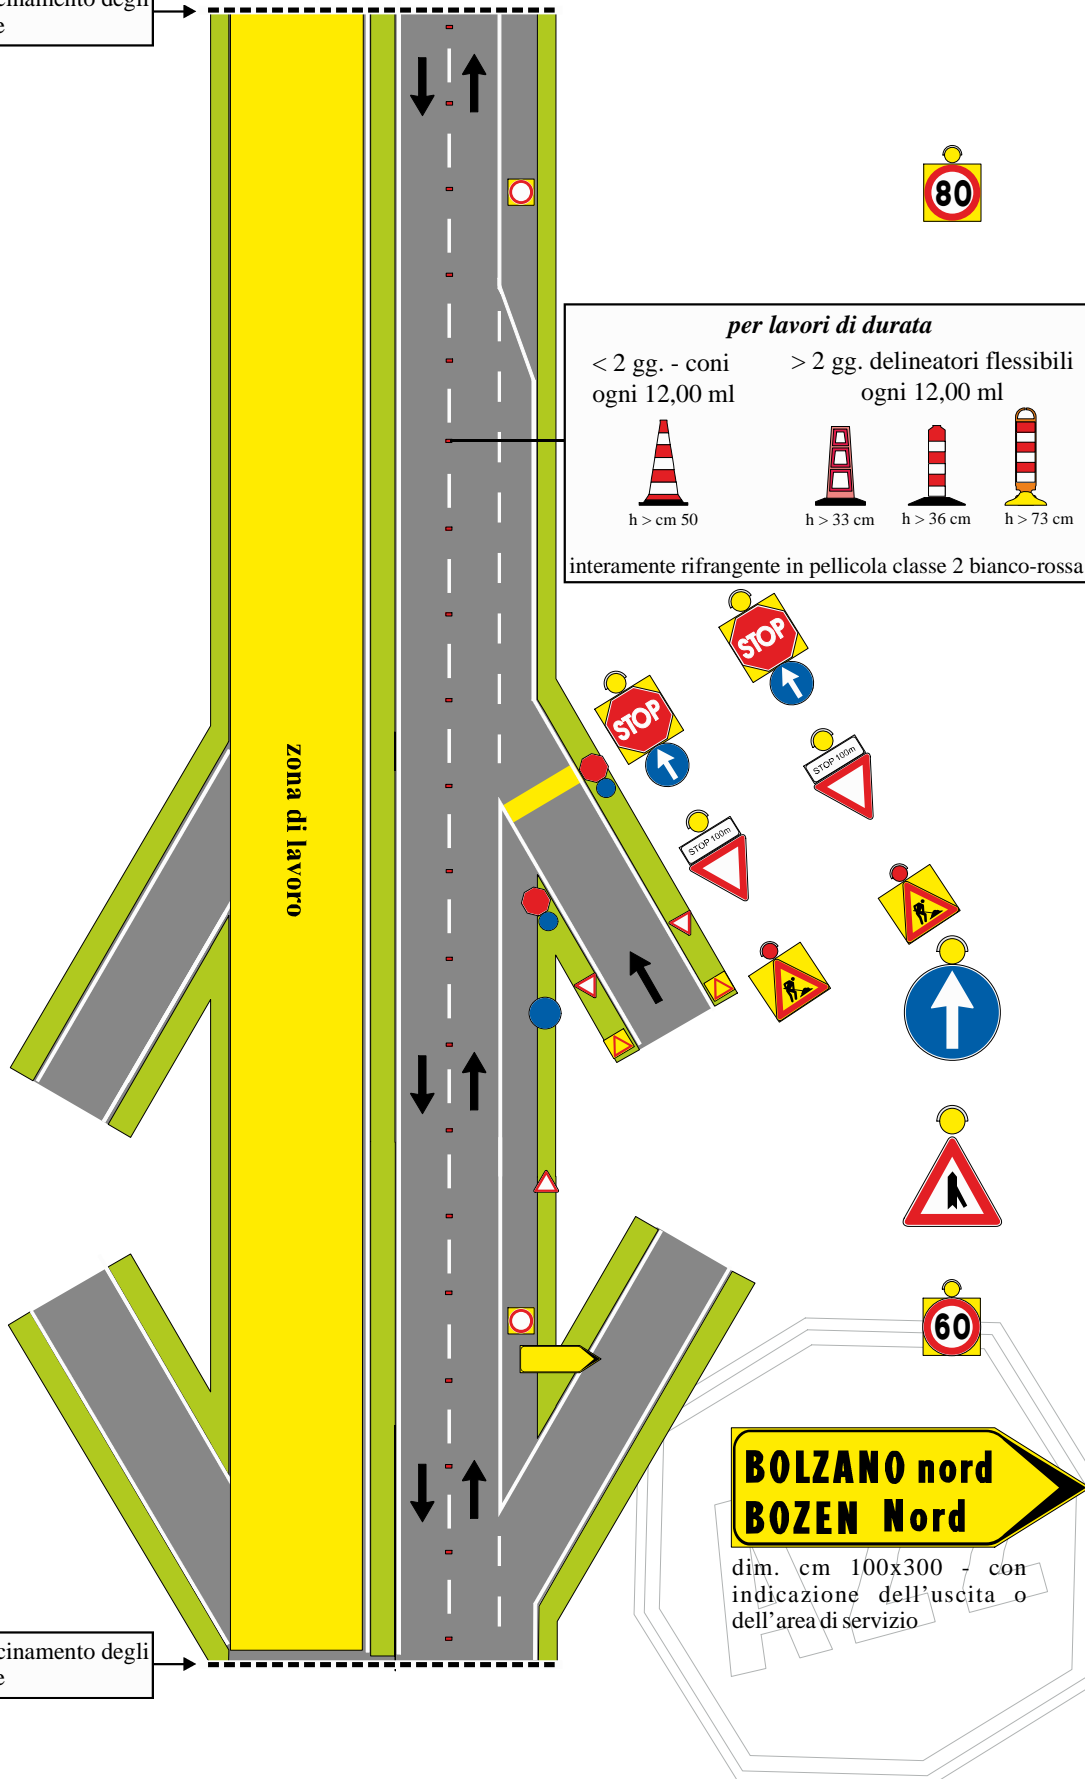 degli
e
80
per lavori di durata
< 2 gg. - coni
ogni 12,00 ml
> 2 gg. delineatori flessibili
ogni 12,00 ml
h > cm 50
h > 33 cm
h > 36 cm
h > 73 cm
interamente rifrangente in pellicola classe 2 bianco-rossa
STOP
STOP
STOP 100m
STOP 100m
zona di lavoro
60
BOLZANO nord
BOZEN Nord
dim. cm 100x300 - con
indicazione dell'uscita o
dell'area di servizio
cinamento degli
e